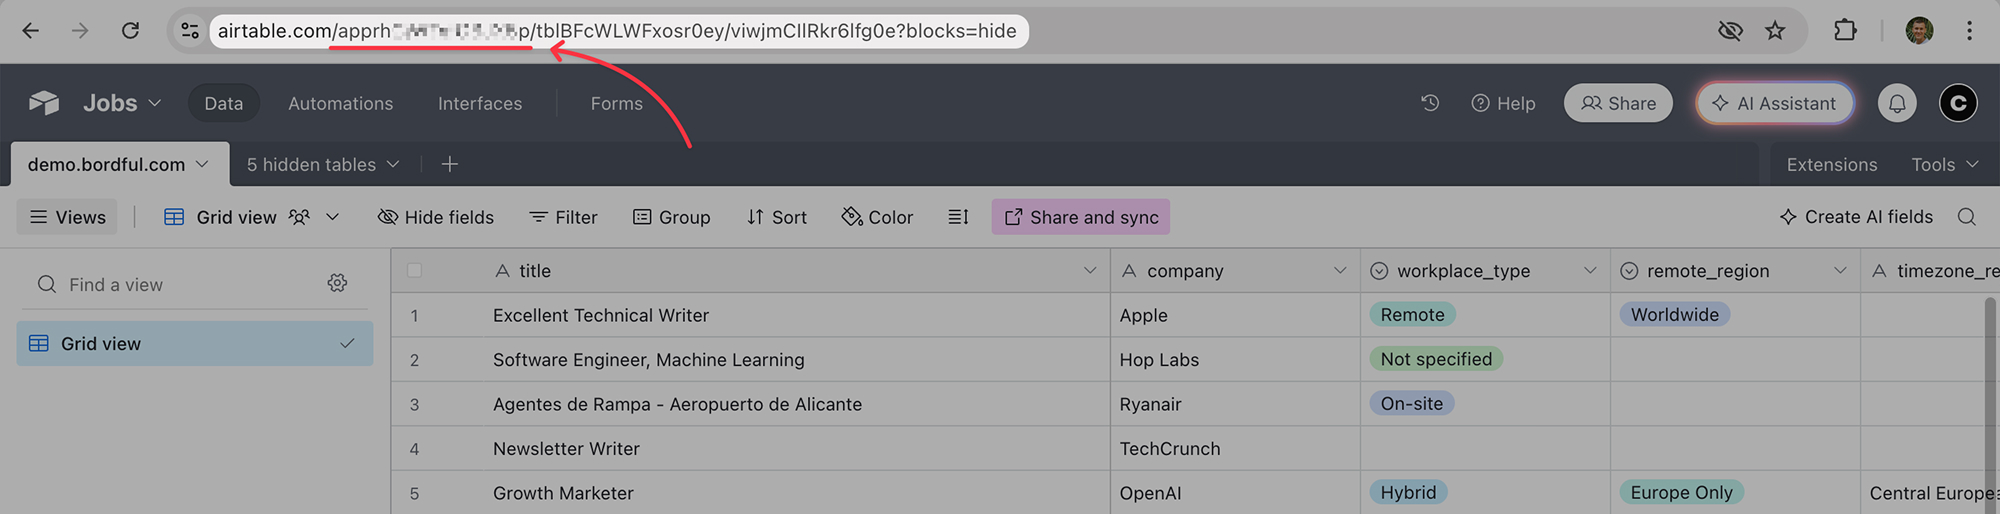 airtable.com/apprh p/tblBFcWLWFxosr0ey/viwjmCIlRkr6lfg0e?blocks=hide
Jobs Data Automations Interfaces Forms Help Share AI Assistant C
demo.bordful.com 5 hidden tables Extensions Tools
Views Grid view Hide fields Filter Group Sort Color Share and sync Create AI fields
Find a view
Grid view
title company workplace_type remote_region timezone_re
1 Excellent Technical Writer Apple Remote Worldwide
2 Software Engineer, Machine Learning Hop Labs Not specified
3 Agentes de Rampa - Aeropuerto de Alicante Ryanair On-site
4 Newsletter Writer TechCrunch
5 Growth Marketer OpenAI Hybrid Europe Only Central Europea